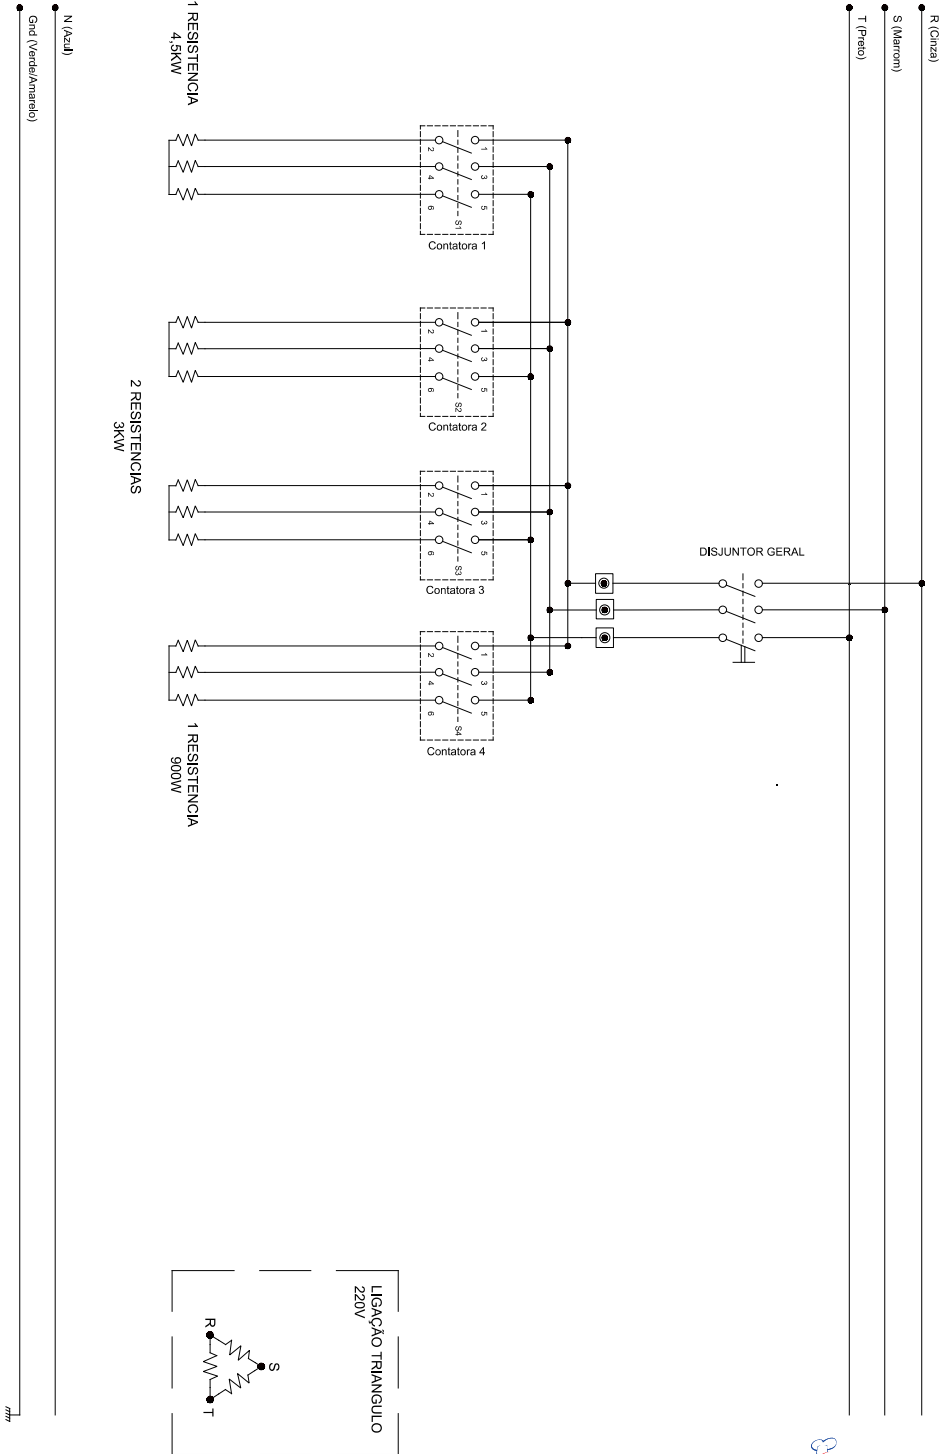 R (Cinza)
S (Marrom)
T (Preto)
N (Azul)
Gnd (Verde/Amarelo)
1 RESISTENCIA
4,5KW
1
2
3
4
5
6
S1
Contatora 1
1
2
3
4
5
6
S2
Contatora 2
2 RESISTENCIAS
3KW
1
2
3
4
5
6
S3
Contatora 3
DISJUNTOR GERAL
1
2
3
4
5
6
S4
Contatora 4
1 RESISTENCIA
900W
LIGAÇÃO TRIANGULO
220V
R
S
T